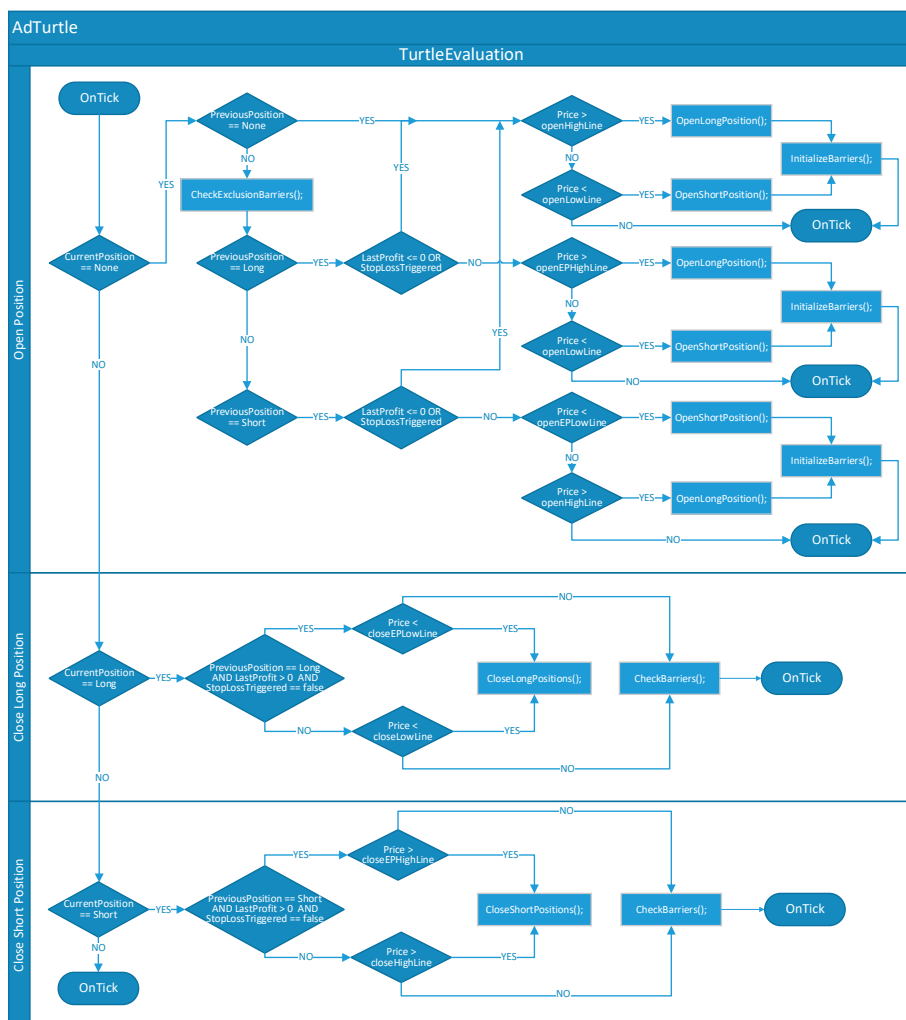 AdTurtle
TurtleEvaluation
Open Position
OnTick
PreviousPosition
== None
YES
Price >
openHighLine
YES
OpenLongPosition();
NO
NO
InitializeBarriers();
YES
CheckExclusionBarriers();
Price <
openLowLine
YES
OpenShortPosition();
NO
OnTick
YES
CurrentPosition
== None
PreviousPosition
== Long
YES
LastProfit <= 0 OR
StopLossTriggered
NO
Price >
openEPHighLine
YES
OpenLongPosition();
NO
InitializeBarriers();
YES
NO
NO
Price <
openLowLine
YES
OpenShortPosition();
NO
OnTick
YES
PreviousPosition
== Short
YES
LastProfit <= 0 OR
StopLossTriggered
NO
Price <
openEPLowLine
YES
OpenShortPosition();
NO
InitializeBarriers();
Price >
openHighLine
YES
OpenLongPosition();
NO
OnTick
Close Long Position
NO
YES
Price <
closeEPLowLine
YES
CurrentPosition
== Long
YES
PreviousPosition == Long
AND LastProfit > 0 AND
StopLossTriggered == false
CloseLongPositions();
CheckBarriers();
OnTick
NO
Price <
closeLowLine
YES
NO
NO
Close Short Position
NO
YES
Price >
closeEPHighLine
YES
CurrentPosition
== Short
YES
PreviousPosition == Short
AND LastProfit > 0 AND
StopLossTriggered == false
CloseShortPositions();
CheckBarriers();
OnTick
NO
NO
Price >
closeHighLine
YES
NO
OnTick